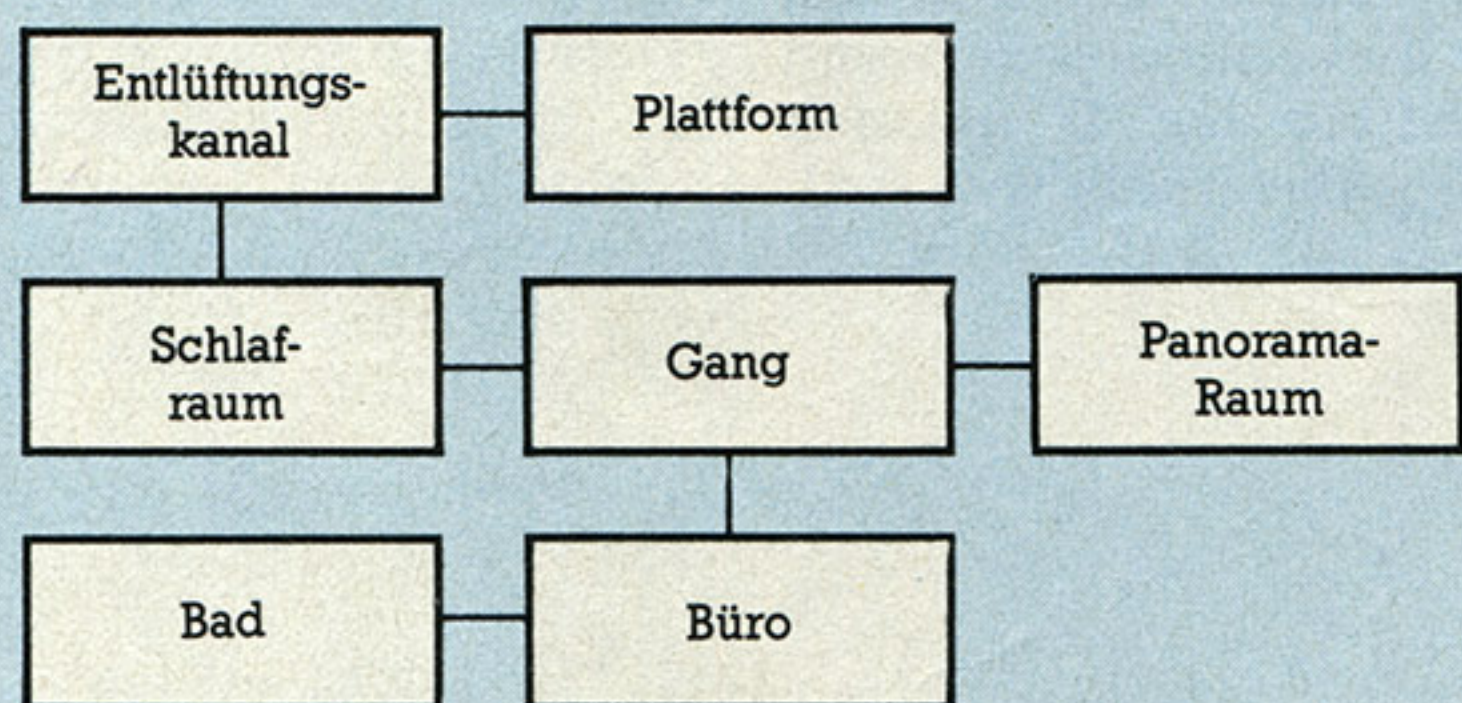 Entlüftungs-
kanal
Plattform
Schlaf-
raum
Gang
Panorama-
Raum
Bad
Büro